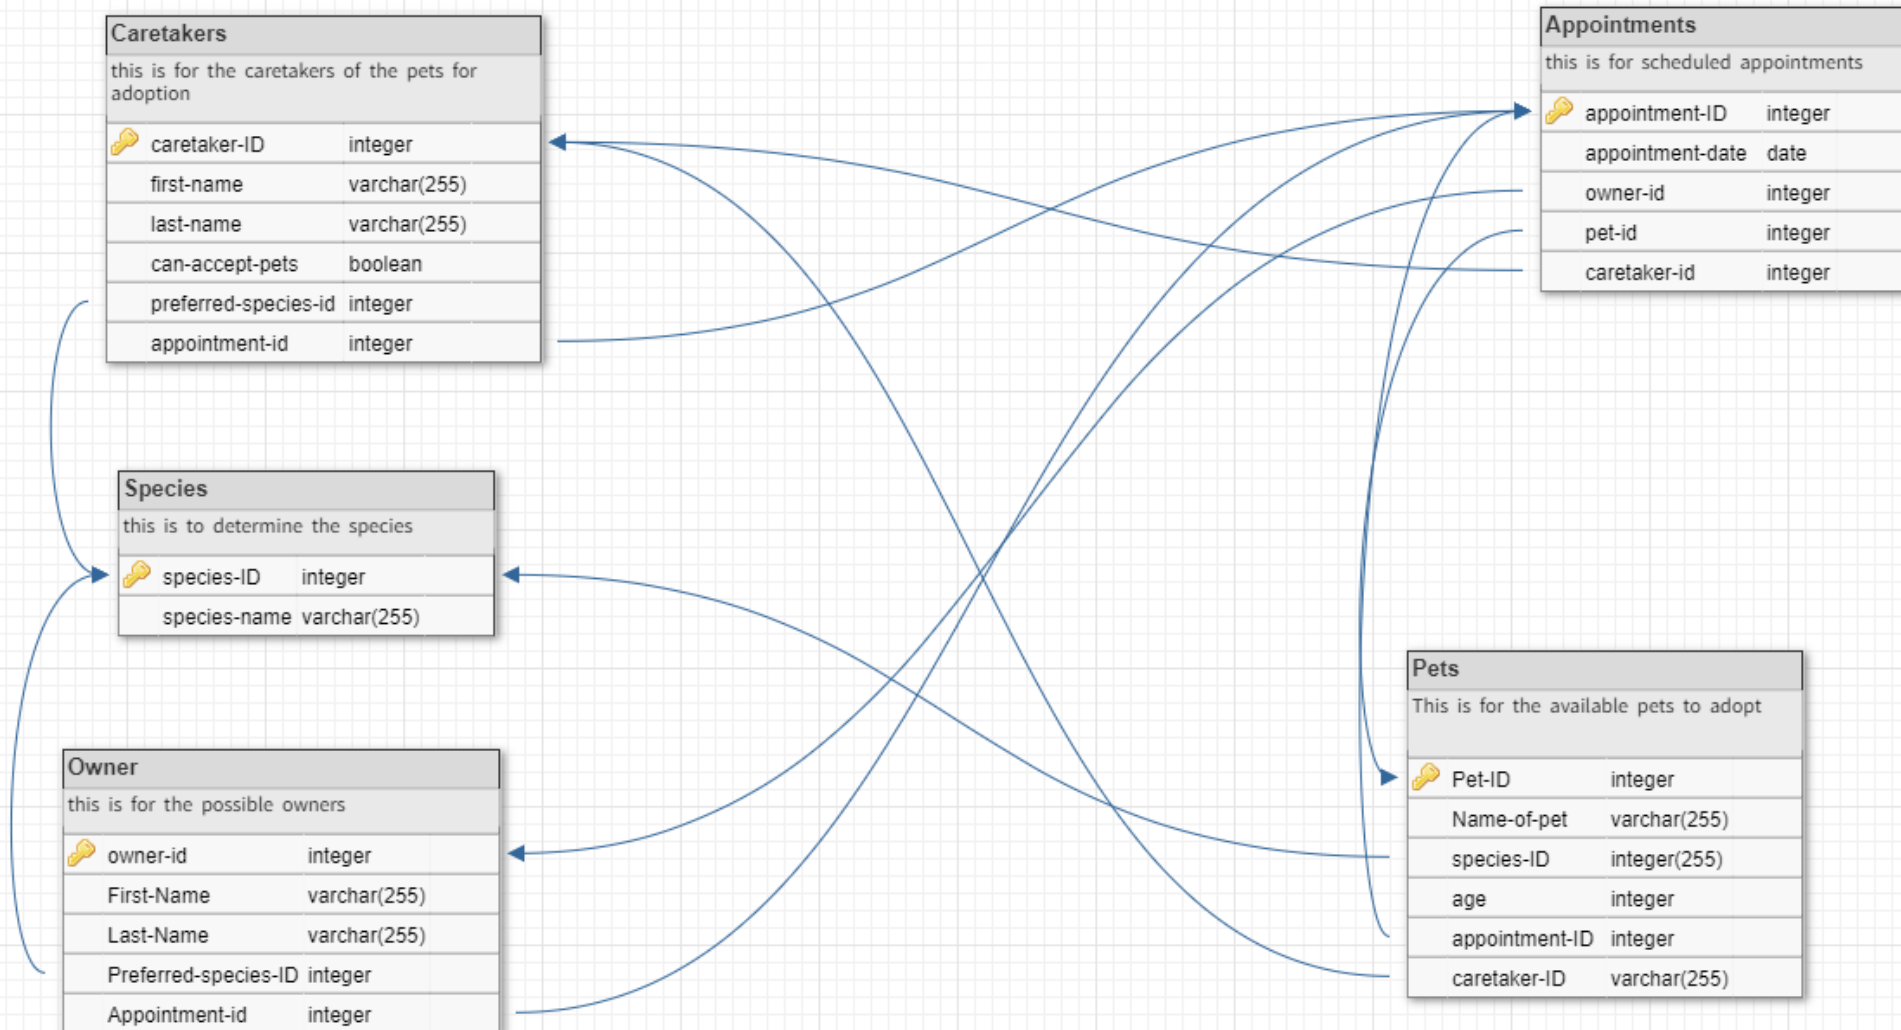 Caretakers
this is for the caretakers of the pets for
adoption
caretaker-ID integer
first-name varchar(255)
last-name varchar(255)
can-accept-pets boolean
preferred-species-id integer
appointment-id integer
Appointments
this is for scheduled appointments
appointment-ID integer
appointment-date date
owner-id integer
pet-id integer
caretaker-id integer
Species
this is to determine the species
species-ID integer
species-name varchar(255)
Owner
this is for the possible owners
owner-id integer
First-Name varchar(255)
Last-Name varchar(255)
Preferred-species-ID integer
Appointment-id integer
Pets
This is for the available pets to adopt
Pet-ID integer
Name-of-pet varchar(255)
species-ID integer(255)
age integer
appointment-ID integer
caretaker-ID varchar(255)